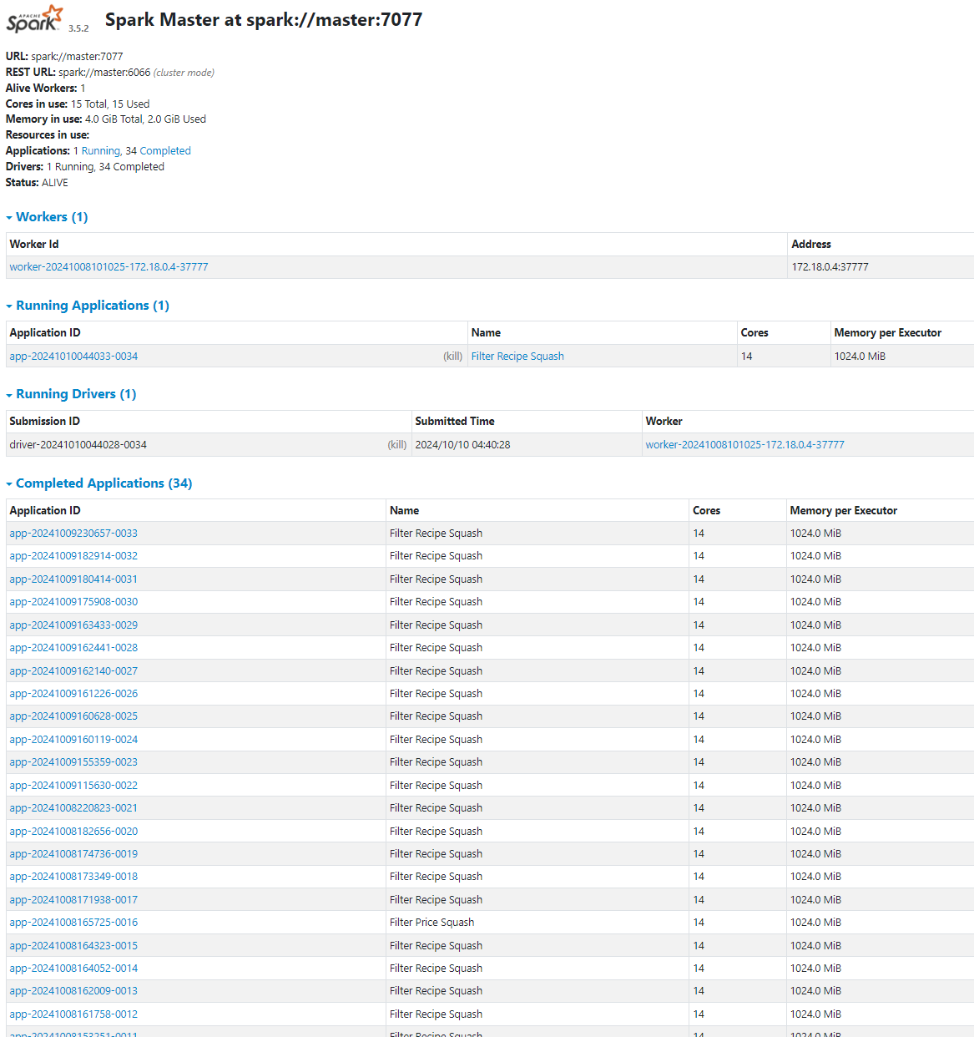 APACHE Spark 3.5.2 Spark Master at spark://master:7077
URL: spark://master:7077
REST URL: spark://master:6066 (cluster mode)
Alive Workers: 1
Cores in use: 15 Total, 15 Used
Memory in use: 4.0 GiB Total, 2.0 GiB Used
Resources in use:
Applications: 1 Running, 34 Completed
Drivers: 1 Running, 34 Completed
Status: ALIVE
Workers (1)
Worker Id Address
worker-20241008101025-172.18.0.4-37777 172.18.0.4:37777
Running Applications (1)
Application ID Name Cores Memory per Executor
app-20241010044033-0034 (kill) Filter Recipe Squash 14 1024.0 MiB
Running Drivers (1)
Submission ID Submitted Time Worker
driver-20241010044028-0034 (kill) 2024/10/10 04:40:28 worker-20241008101025-172.18.0.4-37777
Completed Applications (34)
Application ID Name Cores Memory per Executor
app-20241009230657-0033 Filter Recipe Squash 14 1024.0 MiB
app-20241009182914-0032 Filter Recipe Squash 14 1024.0 MiB
app-20241009180414-0031 Filter Recipe Squash 14 1024.0 MiB
app-20241009175908-0030 Filter Recipe Squash 14 1024.0 MiB
app-20241009163433-0029 Filter Recipe Squash 14 1024.0 MiB
app-20241009162441-0028 Filter Recipe Squash 14 1024.0 MiB
app-20241009162140-0027 Filter Recipe Squash 14 1024.0 MiB
app-20241009161226-0026 Filter Recipe Squash 14 1024.0 MiB
app-20241009160628-0025 Filter Recipe Squash 14 1024.0 MiB
app-20241009160119-0024 Filter Recipe Squash 14 1024.0 MiB
app-20241009155359-0023 Filter Recipe Squash 14 1024.0 MiB
app-20241009115630-0022 Filter Recipe Squash 14 1024.0 MiB
app-20241008220823-0021 Filter Recipe Squash 14 1024.0 MiB
app-20241008182656-0020 Filter Recipe Squash 14 1024.0 MiB
app-20241008174736-0019 Filter Recipe Squash 14 1024.0 MiB
app-20241008173349-0018 Filter Recipe Squash 14 1024.0 MiB
app-20241008171938-0017 Filter Recipe Squash 14 1024.0 MiB
app-20241008165725-0016 Filter Price Squash 14 1024.0 MiB
app-20241008164323-0015 Filter Recipe Squash 14 1024.0 MiB
app-20241008164052-0014 Filter Recipe Squash 14 1024.0 MiB
app-20241008162009-0013 Filter Recipe Squash 14 1024.0 MiB
app-20241008161758-0012 Filter Recipe Squash 14 1024.0 MiB
app-20241008153251-0011 Filter Recipe Squash 14 1024.0 MiB